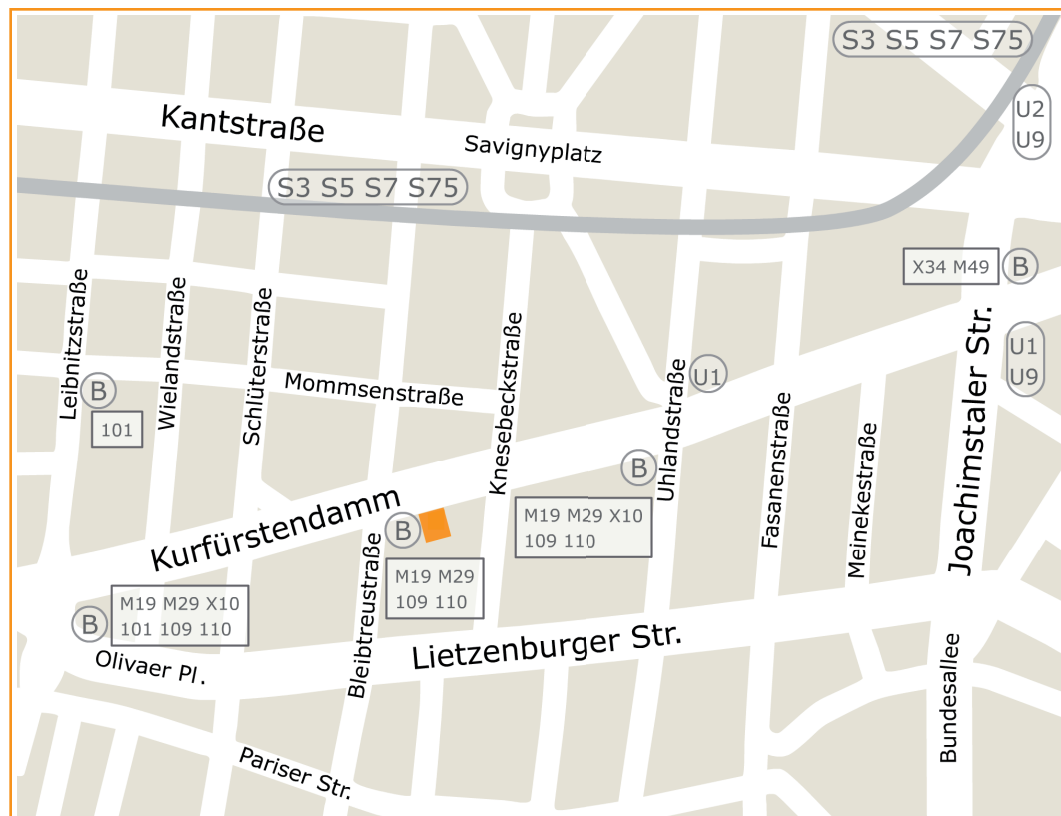 S3 S5 S7 S75
U2
U9
Kantstraße
Savignyplatz
S3 S5 S7 S75
X34 M49
B
Leibnitzstraße
Wielandstraße
Schlüterstraße
Mommsenstraße
Knesebeckstraße
Uhlandstraße
U1
Joachimstaler Str.
U1
U9
B
101
Fasanenstraße
Meinekestraße
B
M19 M29 X10
109 110
Kurfürstendamm
B
M19 M29
109 110
Bleibtreustraße
M19 M29 X10
101 109 110
B
Olivaer Pl.
Lietzenburger Str.
Bundesallee
Pariser Str.